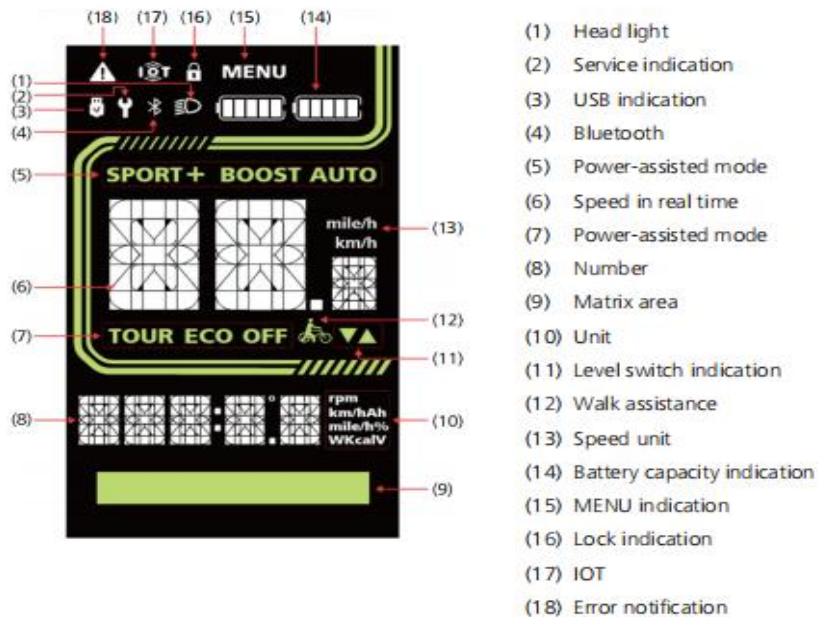 (18) (17) (16) (15) (14)
(1)
(2)
(3)
(4)
IOT MENU
(5) SPORT+ BOOST AUTO
mile/h
km/h
(13)
(6)
(12)
(7) TOUR ECO OFF
(11)
(8)
rpm
km/hAh
mile/h%
WKcalV
(10)
(9)
(1) Head light
(2) Service indication
(3) USB indication
(4) Bluetooth
(5) Power-assisted mode
(6) Speed in real time
(7) Power-assisted mode
(8) Number
(9) Matrix area
(10) Unit
(11) Level switch indication
(12) Walk assistance
(13) Speed unit
(14) Battery capacity indication
(15) MENU indication
(16) Lock indication
(17) IOT
(18) Error notification